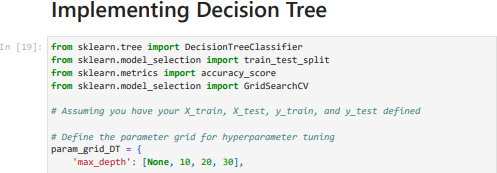 Implementing Decision Tree
In [19]: from sklearn.tree import DecisionTreeClassifier
from sklearn.model_selection import train_test_split
from sklearn.metrics import accuracy_score
from sklearn.model_selection import GridSearchCV
# Assuming you have your X_train, X_test, y_train, and y_test defined
# Define the parameter grid for hyperparameter tuning
param_grid_DT = {
'max_depth': [None, 10, 20, 30],